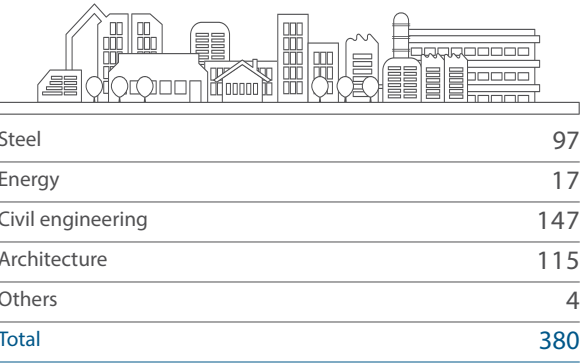 Steel 97
Energy 17
Civil engineering 147
Architecture 115
Others 4
Total 380